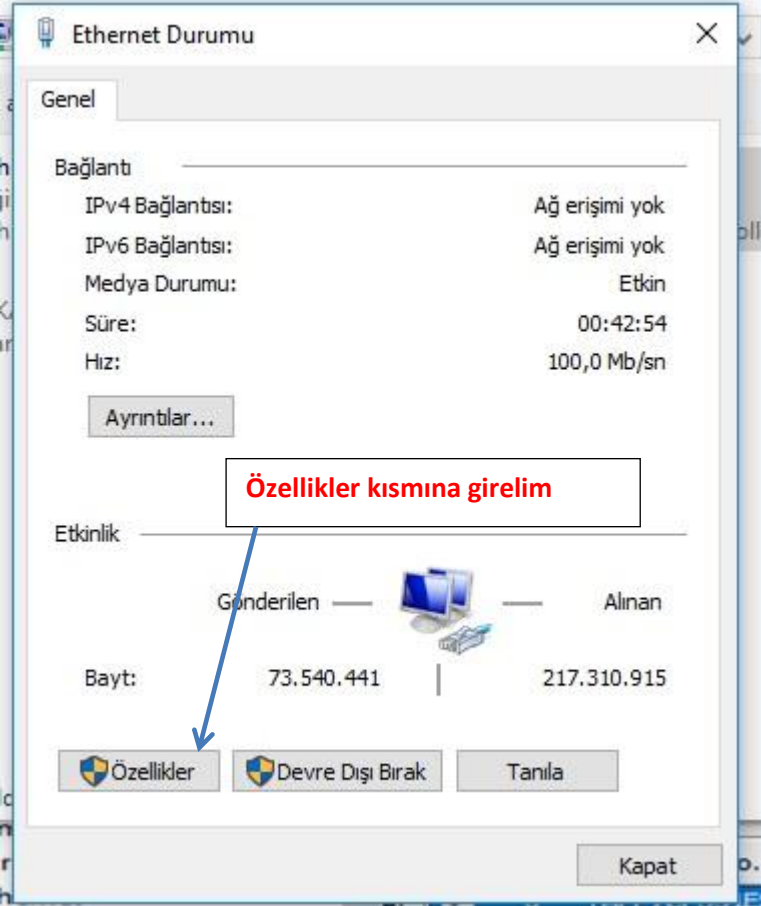 Ethernet Durumu
Genel
Bağlantı
IPv4 Bağlantısı: Ağ erişimi yok
IPv6 Bağlantısı: Ağ erişimi yok
Medya Durumu: Etkin
Süre: 00:42:54
Hız: 100,0 Mb/sn
Ayrıntılar...
Özellikler kısmına girelim
Etkinlik
Gönderilen Alınan
Bayt: 73.540.441 217.310.915
Özellikler Devre Dışı Bırak Tanıla
Kapat